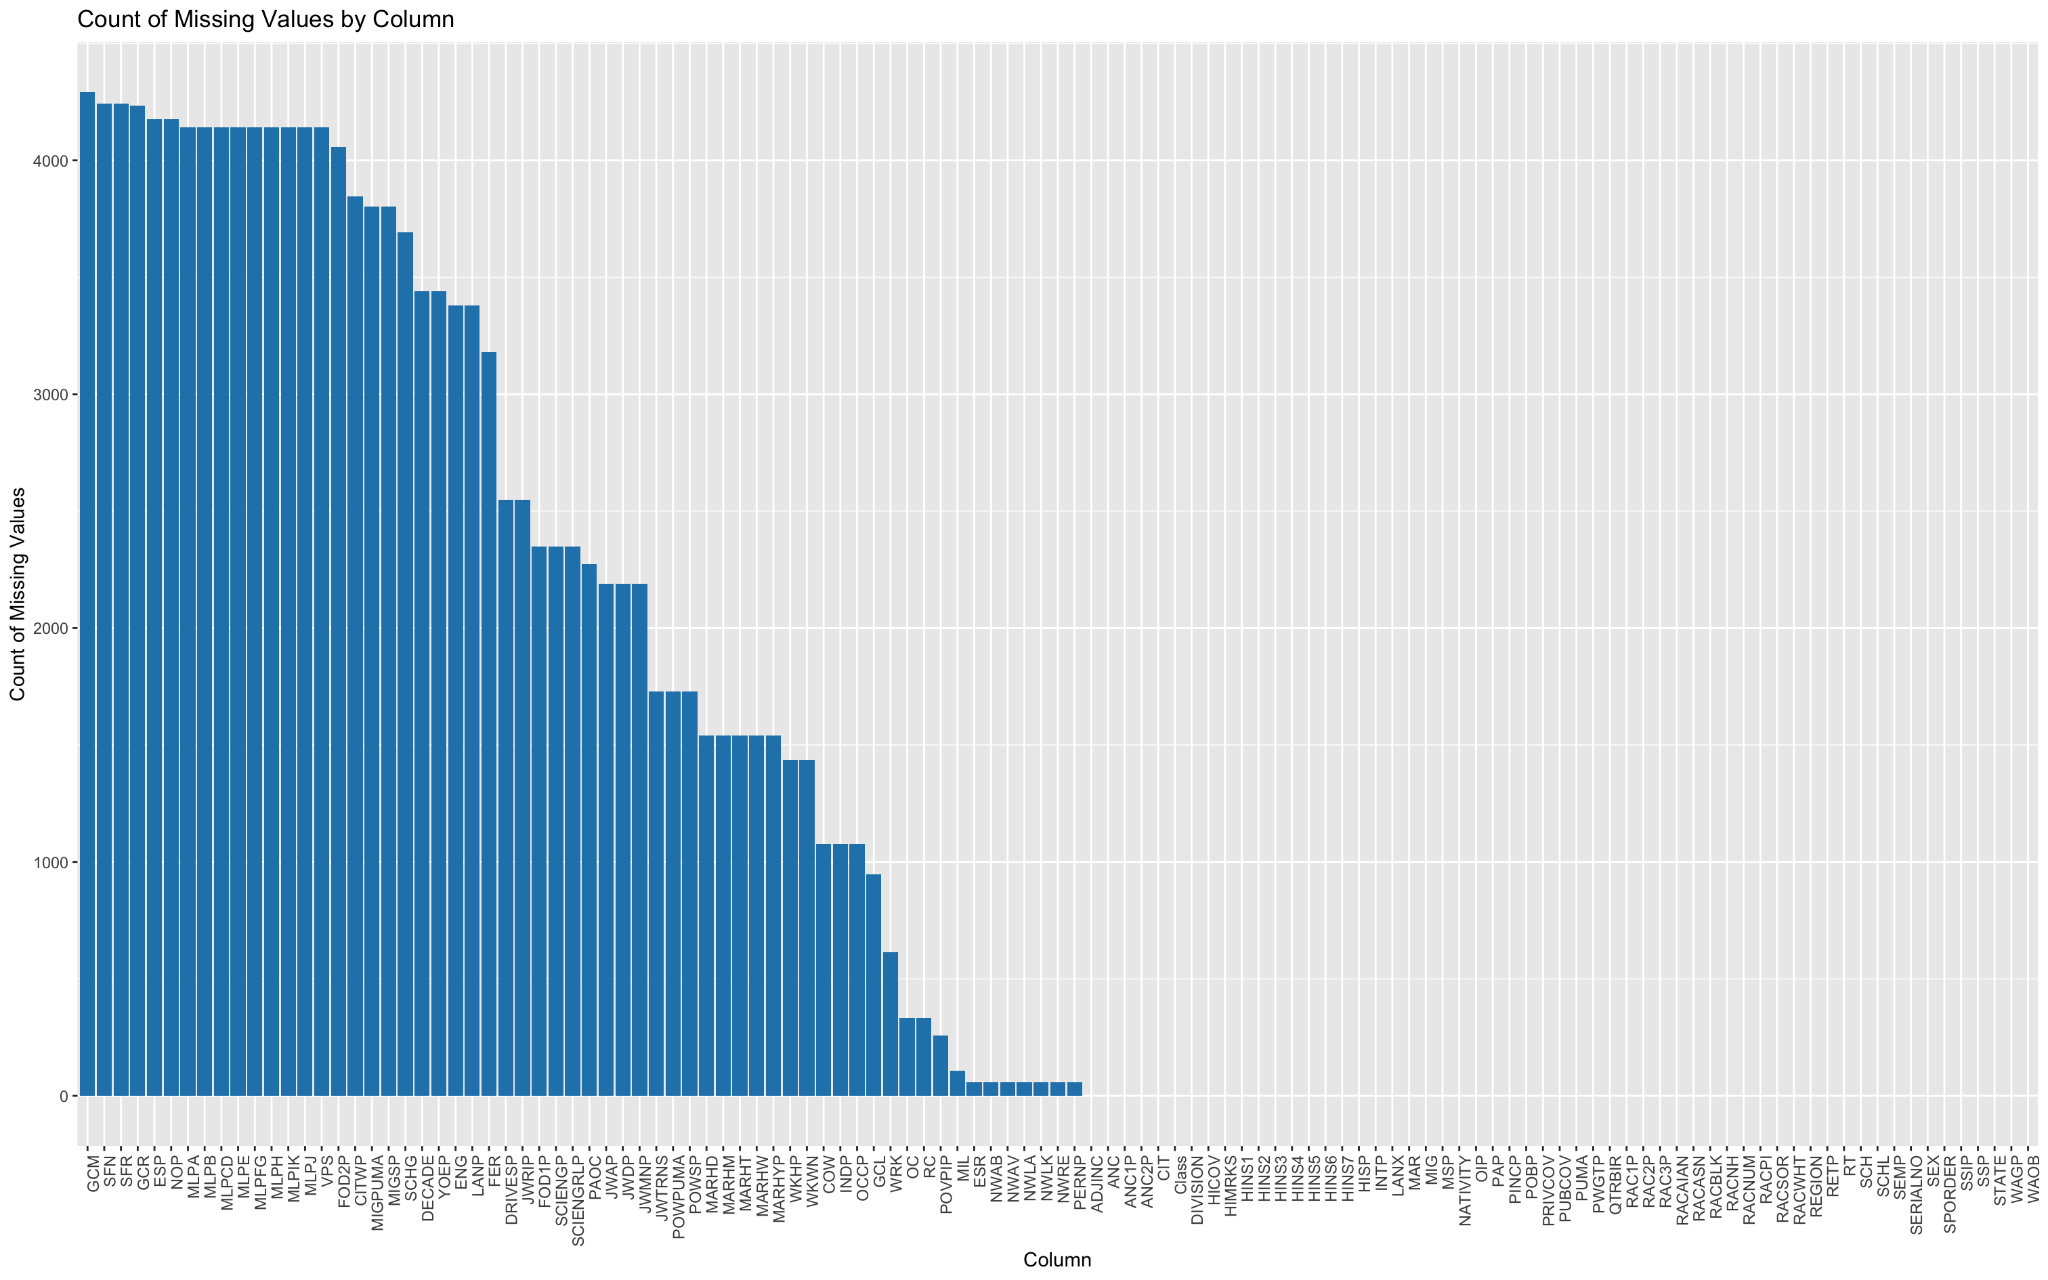 Count of Missing Values by Column
Count of Missing Values
4000
3000
2000
1000
0
GCM
SFN
SFR
GCR
ESP
NOP
MLPA
MLPB
MLPCD
MLPE
MLPFG
MLPH
MLPIK
MLPJ
VPS
FOD2P
CITWP
MIGPUMA
MIGSP
SCHG
DECADE
YOEP
ENG
LANP
FER
DRIVESP
JWRIP
FOD1P
SCIENGP
SCIENGRLP
PAOC
JWAP
JWDP
JWMNP
JWTRNS
POWPUMA
POWSP
MARHD
MARHM
MARHT
MARHW
MARHYP
WKHP
WKWN
COW
INDP
OCCP
GCL
WRK
OC
RC
POVPIP
MIL
ESR
NWAB
NWAV
NWLA
NWLK
NWRE
PERNP
ADJINC
ANC
ANC1P
ANC2P
CIT
Class
DIVISION
HICOV
HIMRKS
HINS1
HINS2
HINS3
HINS4
HINS5
HINS6
HINS7
HISP
INTP
LANX
MAR
MIG
MSP
NATIVITY
OIP
PAP
PINCP
POBP
PRIVCOV
PUBCOV
PUMA
PWGTP
QTRBIR
RAC1P
RAC2P
RAC3P
RACAIAN
RACASN
RACBLK
RACNH
RACNUM
RACPI
RACSOR
RACWHT
REGION
RETP
RT
SCH
SCHL
SEMP
SERIALNO
SEX
SPORDER
SSIP
SSP
STATE
WAGP
WAOB
Column